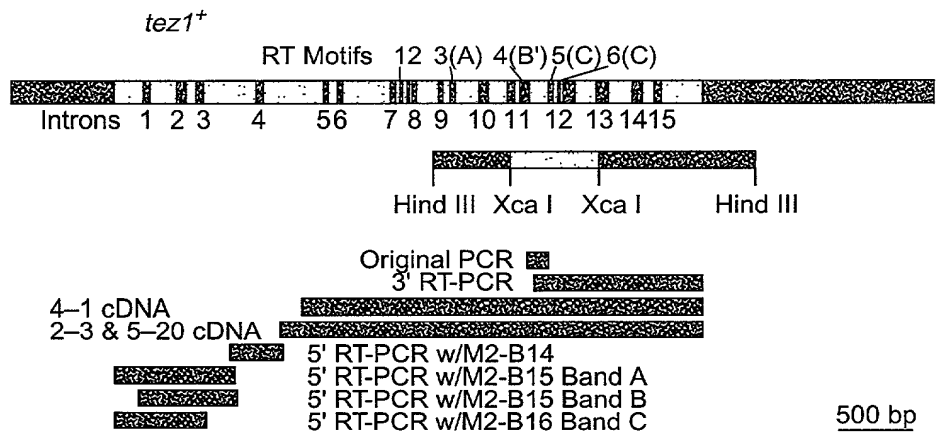 tez1+
RT Motifs 12 3(A) 4(B') 5(C) 6(C)
Introns 1 2 3 4 5 6 7 8 9 10 11 12 13 14 15
Hind III Xca I Xca I Hind III
Original PCR
3' RT-PCR
4–1 cDNA
2–3 & 5–20 cDNA
5' RT-PCR w/M2-B14
5' RT-PCR w/M2-B15 Band A
5' RT-PCR w/M2-B15 Band B
5' RT-PCR w/M2-B16 Band C
500 bp